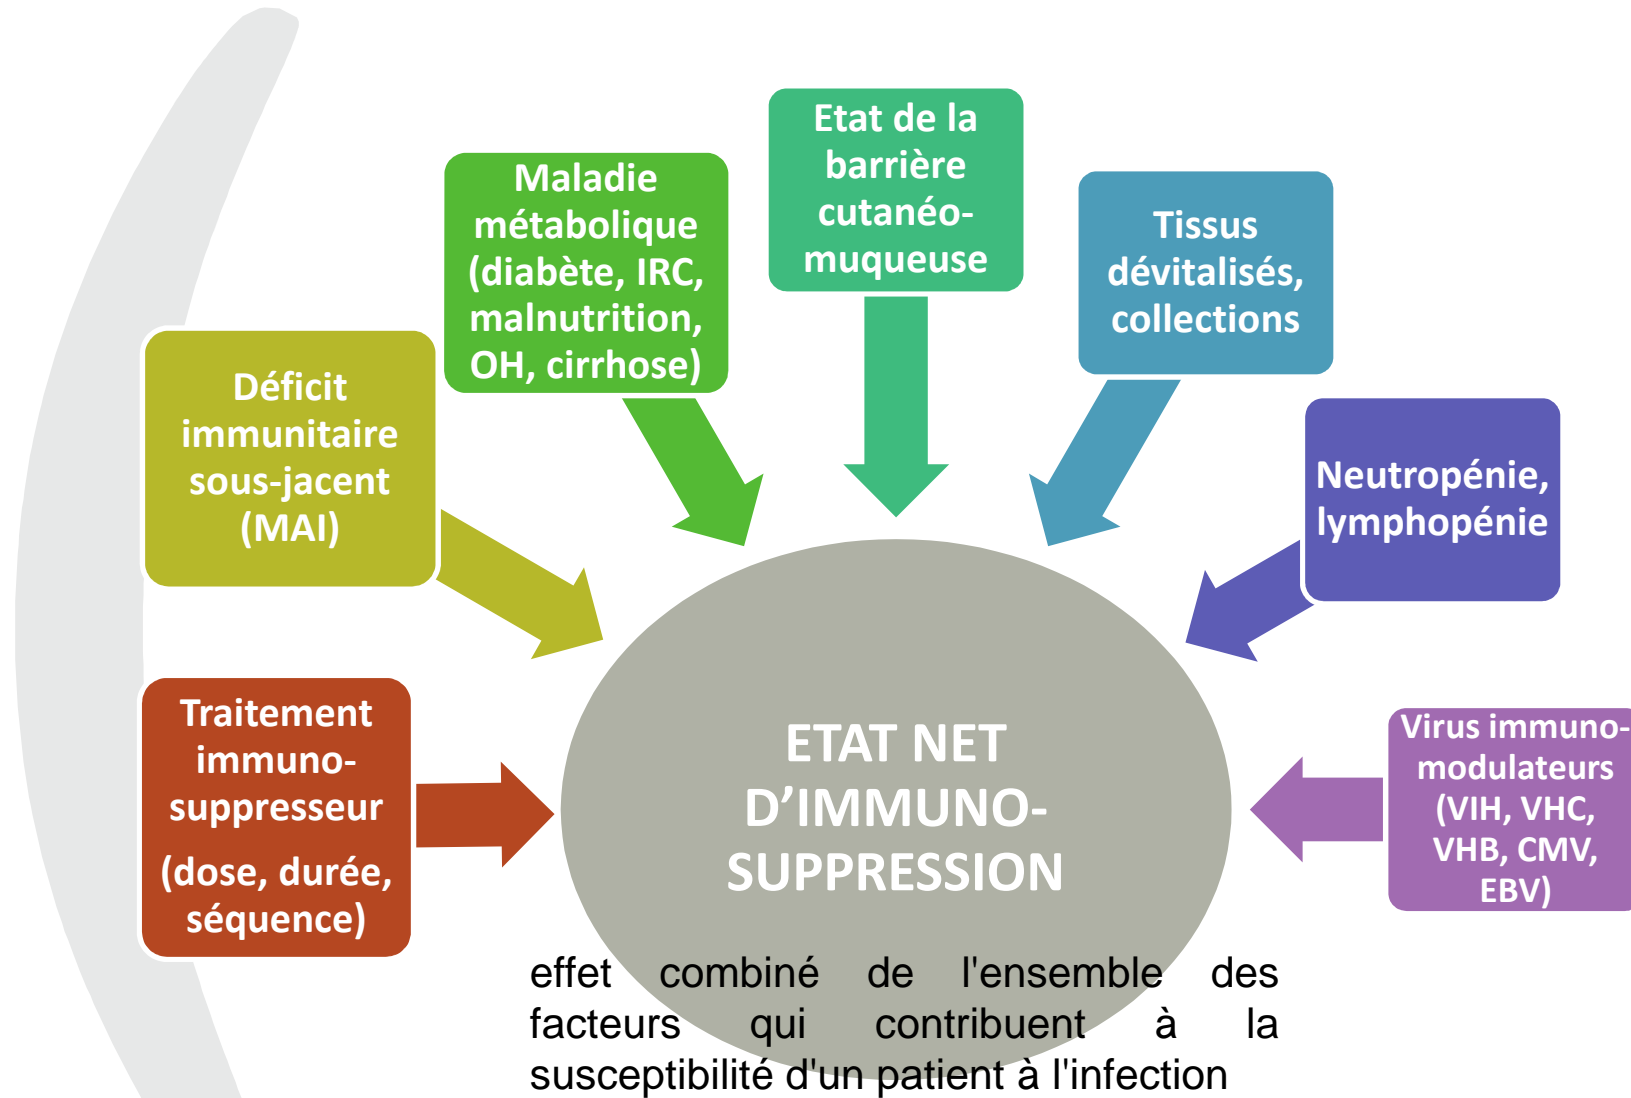 Etat de la
barrière
cutanéo-
muqueuse
Maladie
métabolique
(diabète, IRC,
malnutrition,
OH, cirrhose)
Tissus
dévitalisés,
collections
Déficit
immunitaire
sous-jacent
(MAI)
Neutropénie,
lymphopénie
Traitement
immuno-
suppresseur
(dose, durée,
séquence)
ETAT NET
D’IMMUNO-
SUPPRESSION
Virus immuno-
modulateurs
(VIH, VHC,
VHB, CMV,
EBV)
effet combiné de l'ensemble des
facteurs qui contribuent à la
susceptibilité d'un patient à l'infection